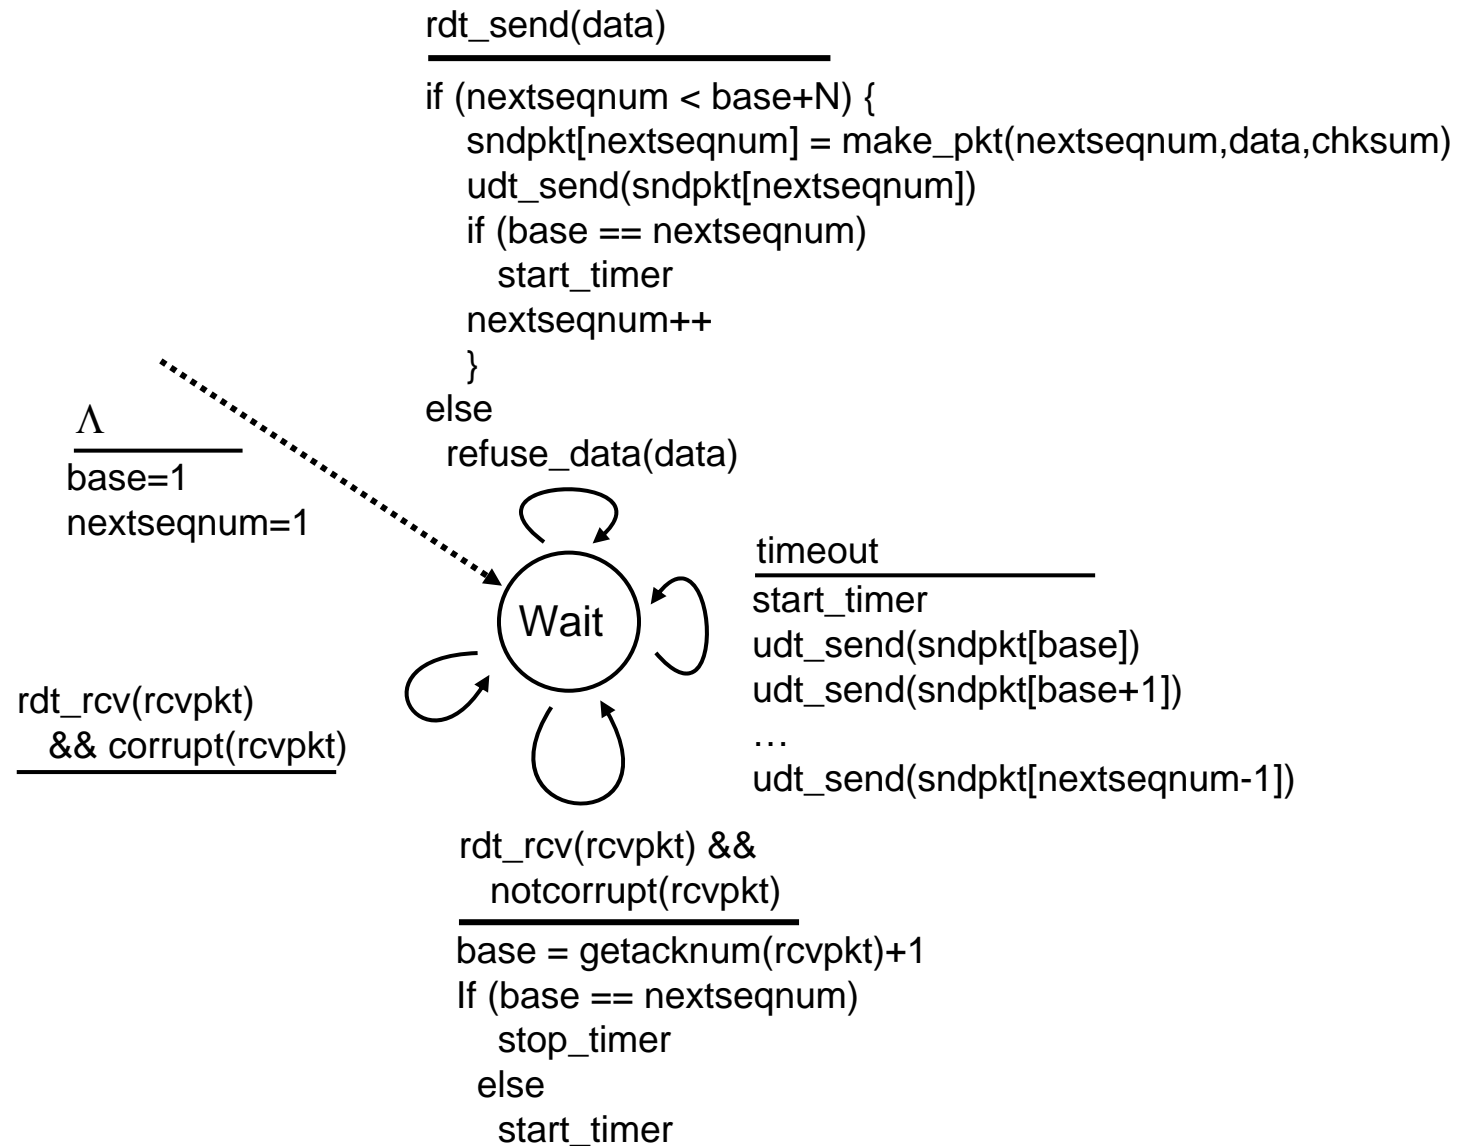 rdt_send(data)
if (nextseqnum < base+N) {
sndpkt[nextseqnum] = make_pkt(nextseqnum,data,chksum)
udt_send(sndpkt[nextseqnum])
if (base == nextseqnum)
start_timer
nextseqnum++
}
else
refuse_data(data)
Λ
base=1
nextseqnum=1
Wait
timeout
start_timer
udt_send(sndpkt[base])
udt_send(sndpkt[base+1])
…
udt_send(sndpkt[nextseqnum-1])
rdt_rcv(rcvpkt)
&& corrupt(rcvpkt)
rdt_rcv(rcvpkt) &&
notcorrupt(rcvpkt)
base = getacknum(rcvpkt)+1
If (base == nextseqnum)
stop_timer
else
start_timer